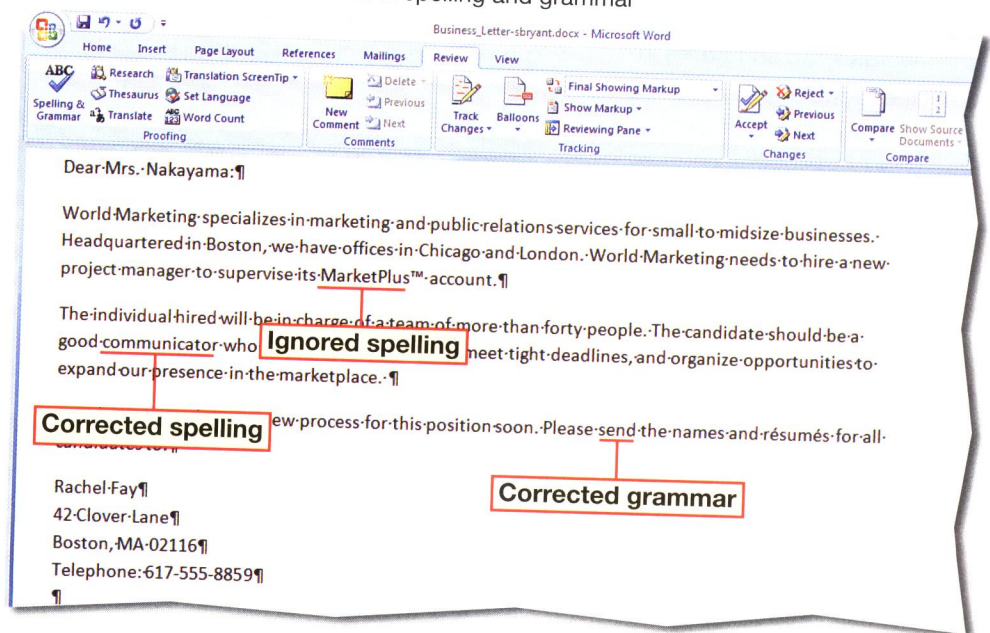 spelling and grammar
Business_Letter-sbryant.docx - Microsoft Word
Home Insert Page Layout References Mailings Review View
ABC Spelling & Grammar
Research
Thesaurus
Translate
Translation ScreenTip
Set Language
ABC 123 Word Count
Proofing
New Comment
Delete
Previous
Next
Comments
Track Changes
Balloons
Final Showing Markup
Show Markup
Reviewing Pane
Tracking
Accept
Reject
Previous
Next
Changes
Compare
Show Source Documents
Compare
Dear·Mrs.·Nakayama:¶
World·Marketing·specializes·in·marketing·and·public·relations·services·for·small·to·midsize·businesses.·
Headquartered·in·Boston,·we·have·offices·in·Chicago·and·London.·World·Marketing·needs·to·hire·a·new·
project·manager·to·supervise·its·MarketPlus™·account.¶
The·individual·hired·will·be·in·charge·of·a·team·of·more·than·forty·people.·The·candidate·should·be·a·
good·communicator·who Ignored spelling meet·tight·deadlines,·and·organize·opportunities·to·
expand·our·presence·in·the·marketplace.·¶
Corrected spelling ew·process·for·this·position·soon.·Please·send·the·names·and·résumés·for·all·
Corrected grammar
Rachel·Fay¶
42·Clover·Lane¶
Boston,·MA·02116¶
Telephone:·617-555-8859¶
¶